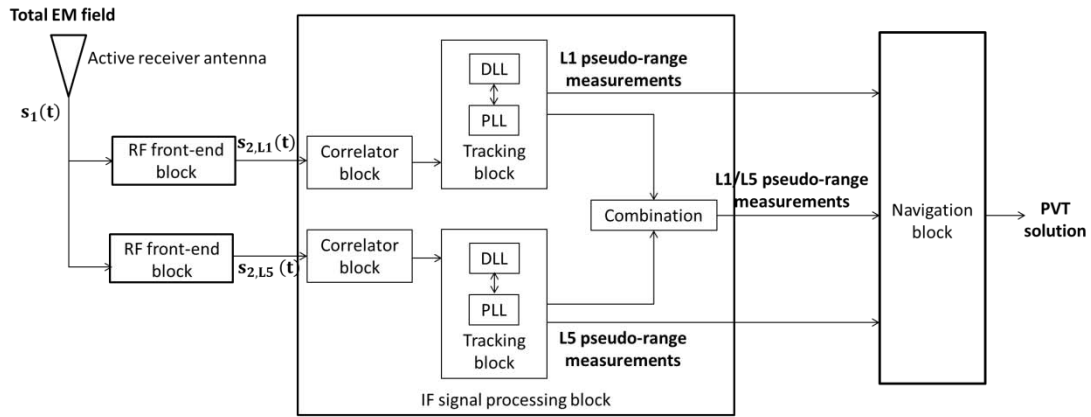 Total EM field
Active receiver antenna
s₁(t)
RF front-end
block
s₂,L₁(t)
Correlator
block
DLL
PLL
Tracking
block
L1 pseudo-range
measurements
Combination
L1/L5 pseudo-range
measurements
Navigation
block
PVT
solution
RF front-end
block
s₂,L₅ (t)
Correlator
block
DLL
PLL
Tracking
block
L5 pseudo-range
measurements
IF signal processing block